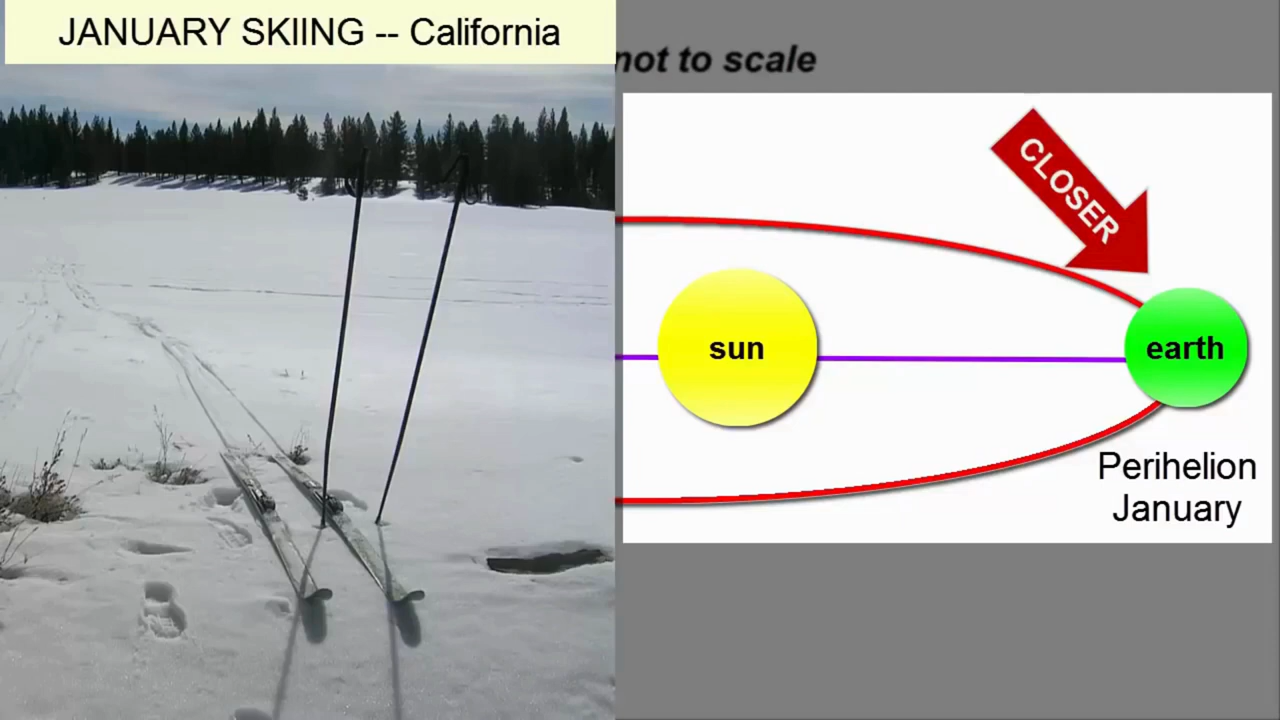 JANUARY SKIING -- California
not to scale
CLOSER
sun
earth
Perihelion
January